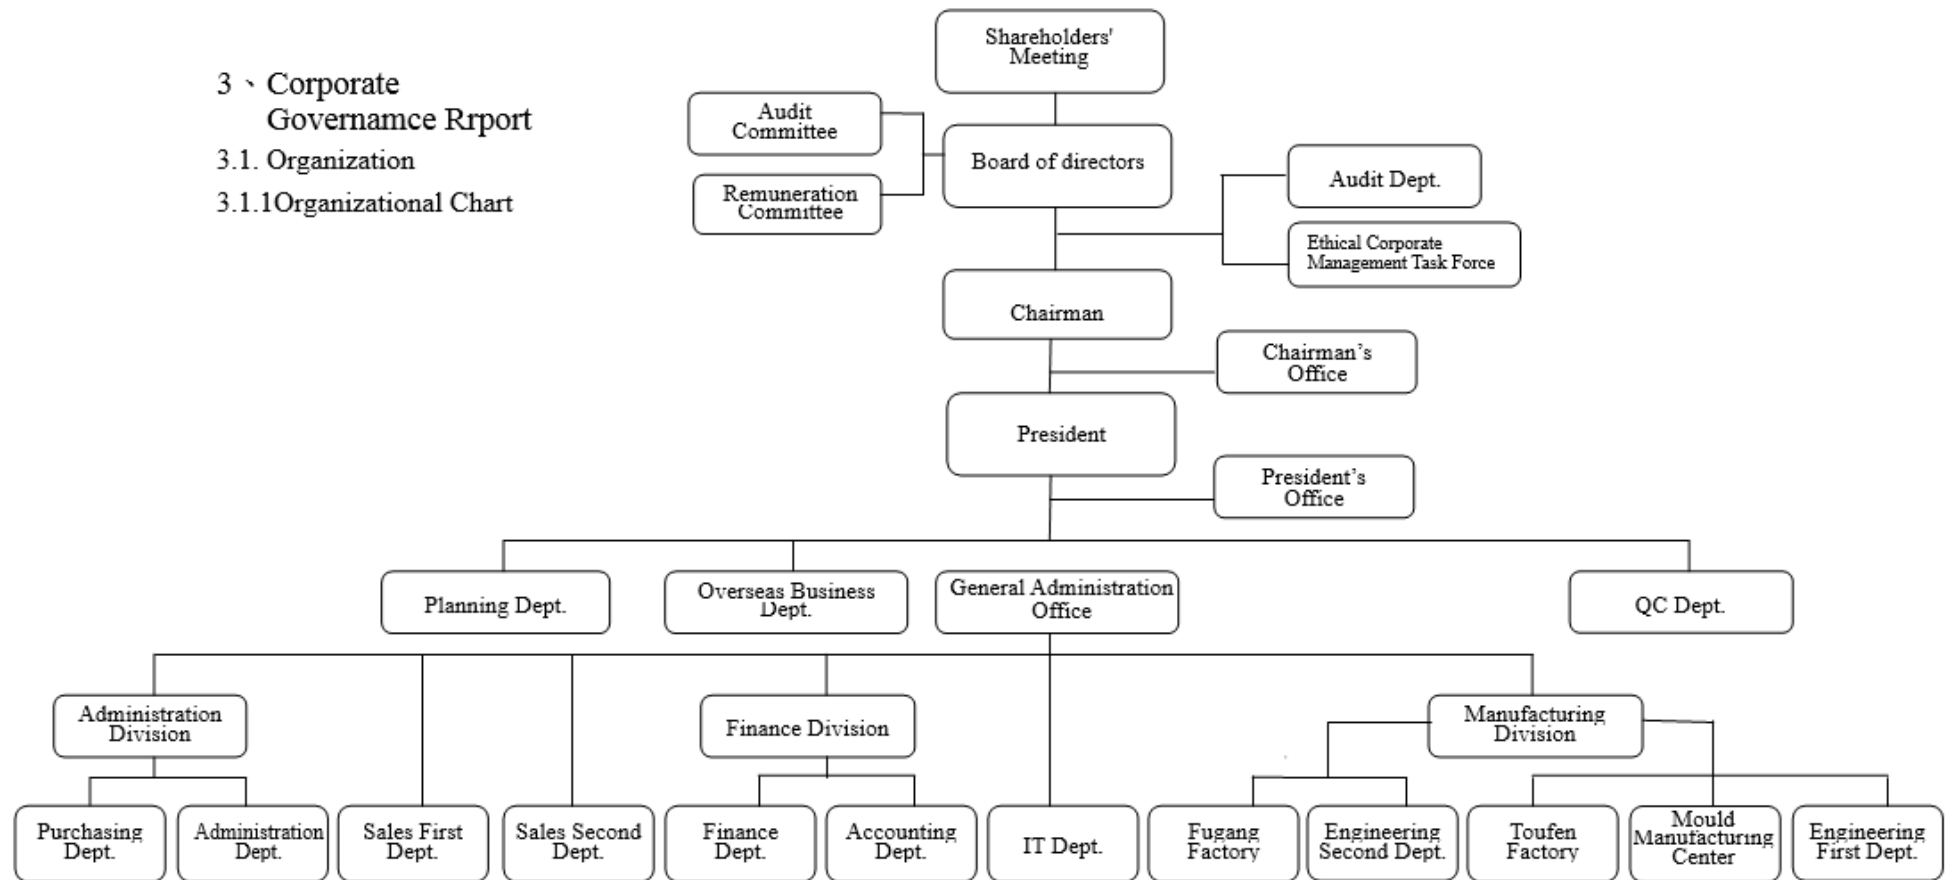 3、Corporate
Governamce Rrport
3.1. Organization
3.1.1Organizational Chart
Shareholders'
Meeting
Audit
Committee
Remuneration
Committee
Board of directors
Audit Dept.
Ethical Corporate
Management Task Force
Chairman
Chairman’s
Office
President
President’s
Office
Planning Dept.
Overseas Business
Dept.
General Administration
Office
QC Dept.
Administration
Division
Finance Division
Manufacturing
Division
Purchasing
Dept.
Administration
Dept.
Sales First
Dept.
Sales Second
Dept.
Finance
Dept.
Accounting
Dept.
IT Dept.
Fugang
Factory
Engineering
Second Dept.
Toufen
Factory
Mould
Manufacturing
Center
Engineering
First Dept.